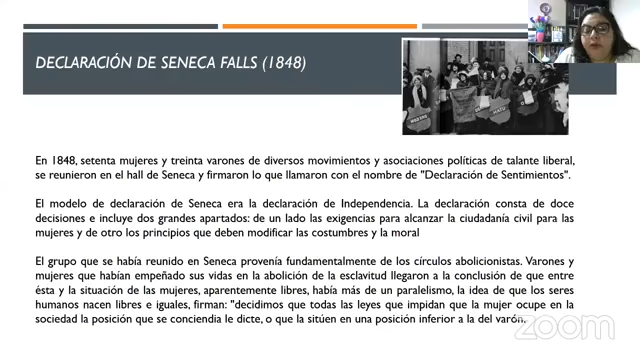 DECLARACIÓN DE SENECA FALLS (1848)
En 1848, setenta mujeres y treinta varones de diversos movimientos y asociaciones políticas de talante liberal,
se reunieron en el hall de Seneca y firmaron lo que llamaron con el nombre de "Declaración de Sentimientos".
El modelo de declaración de Seneca era la declaración de Independencia. La declaración consta de doce
decisiones e incluye dos grandes apartados: de un lado las exigencias para alcanzar la ciudadanía civil para las
mujeres y de otro los principios que deben modificar las costumbres y la moral
El grupo que se había reunido en Seneca provenía fundamentalmente de los círculos abolicionistas. Varones y
mujeres que habían empeñado sus vidas en la abolición de la esclavitud llegaron a la conclusión de que entre
ésta y la situación de las mujeres, aparentemente libres, había más de un paralelismo, la idea de que los seres
humanos nacen libres e iguales, firman: "decidimos que todas las leyes que impidan que la mujer ocupe en la
sociedad la posición que se conciendia le dicte, o que la sitúen en una posición inferior a la del varón,
zoom